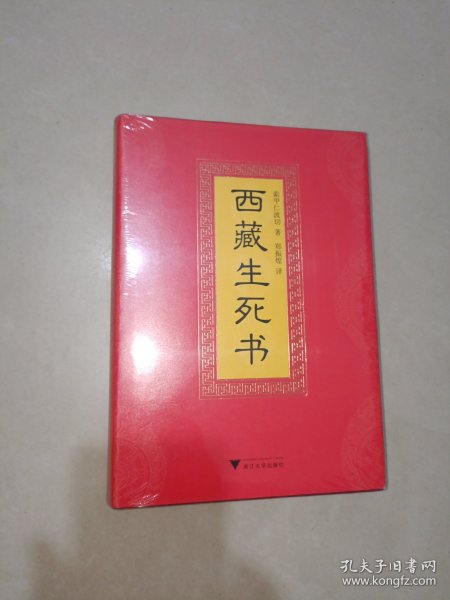 西藏生死书
索甲仁波切 著 郑振煌 译
浙江大学出版社
孔夫子旧书网
www.kongfz.com